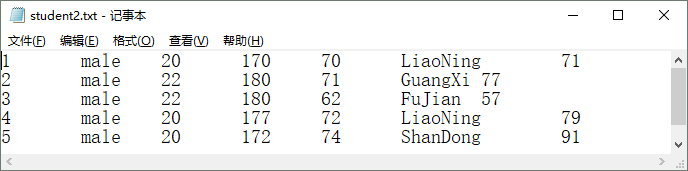 student2.txt - 记事本
文件(F) 编辑(E) 格式(O) 查看(V) 帮助(H)
1 male 20 170 70 LiaoNing 71
2 male 22 180 71 GuangXi 77
3 male 22 180 62 FuJian 57
4 male 20 177 72 LiaoNing 79
5 male 20 172 74 ShanDong 91